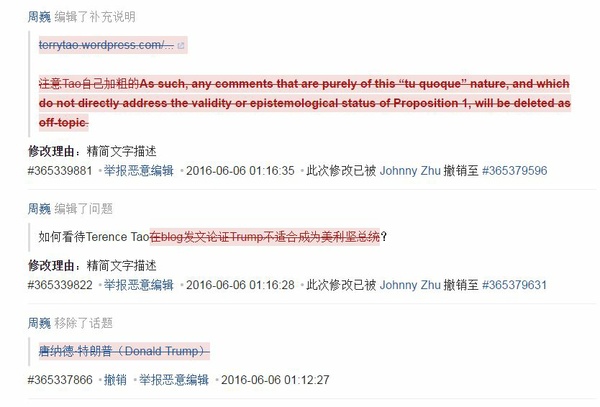 周巍 编辑了补充说明
terrytao.wordpress.com/...
注意Tao自己加粗的As such, any comments that are purely of this “tu quoque” nature, and which
do not directly address the validity or epistemological status of Proposition 1, will be deleted as
off-topic.
修改理由：精简文字描述
#365339881 • 举报恶意编辑 • 2016-06-06 01:16:35 • 此次修改已被 Johnny Zhu 撤销至 #365379596
周巍 编辑了问题
如何看待Terence Tao在blog发文论证Trump不适合成为美利坚总统？
修改理由：精简文字描述
#365339822 • 举报恶意编辑 • 2016-06-06 01:16:28 • 此次修改已被 Johnny Zhu 撤销至 #365379631
周巍 移除了话题
唐纳德·特朗普（Donald Trump）
#365337866 • 撤销 • 举报恶意编辑 • 2016-06-06 01:12:27